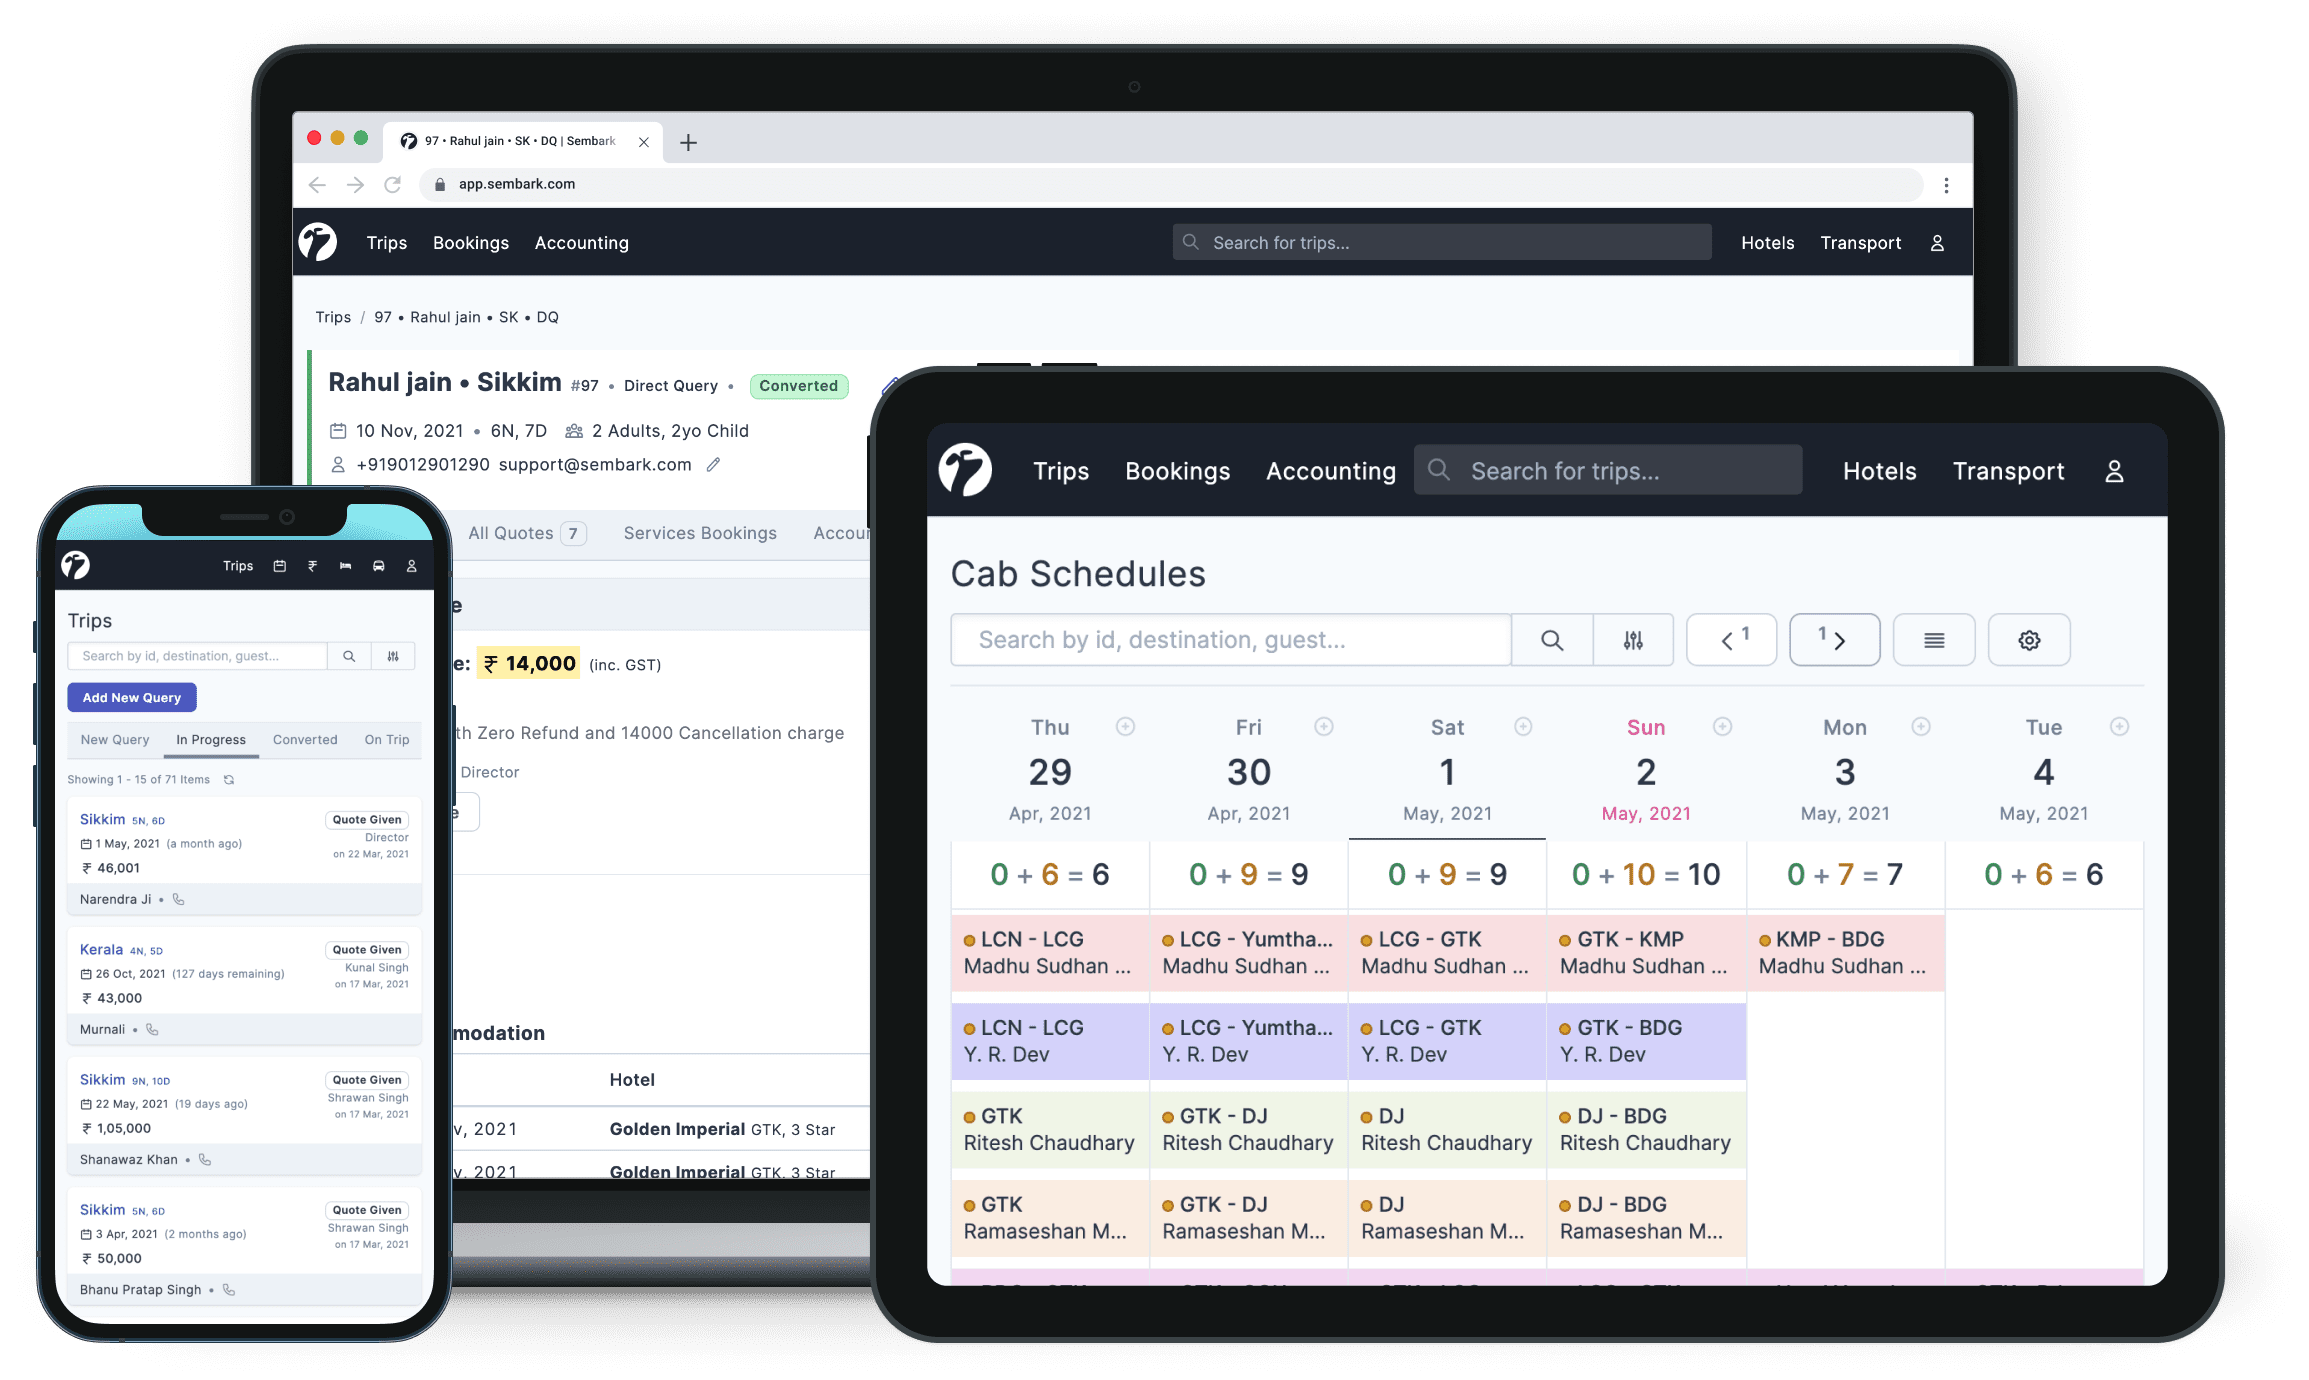 97 • Rahul jain • SK • DQ | Sembark
app.sembark.com
Trips Bookings Accounting Search for trips... Hotels Transport
Trips / 97 • Rahul jain • SK • DQ
Rahul jain • Sikkim #97 • Direct Query • Converted
10 Nov, 2021 • 6N, 7D 2 Adults, 2yo Child
+919012901290 support@sembark.com
All Quotes 7 Services Bookings Accou
e
e: ₹ 14,000 (inc. GST)
th Zero Refund and 14000 Cancellation charge
Director
e
modation
Hotel
v, 2021 Golden Imperial GTK, 3 Star
v, 2021 Golden Imperial GTK, 3 Star
Trips ₹
Trips
Search by id, destination, guest...
Add New Query
New Query In Progress Converted On Trip
Showing 1 - 15 of 71 Items
Sikkim 5N, 6D Quote Given
Director
1 May, 2021 (a month ago)
on 22 Mar, 2021
₹ 46,001
Narendra Ji •
Kerala 4N, 5D Quote Given
Kunal Singh
26 Oct, 2021 (127 days remaining)
on 17 Mar, 2021
₹ 43,000
Murnali •
Sikkim 9N, 10D Quote Given
Shrawan Singh
22 May, 2021 (19 days ago)
on 17 Mar, 2021
₹ 1,05,000
Shanawaz Khan •
Sikkim 5N, 6D Quote Given
Shrawan Singh
3 Apr, 2021 (2 months ago)
on 17 Mar, 2021
₹ 50,000
Bhanu Pratap Singh •
Trips Bookings Accounting Search for trips... Hotels Transport
Cab Schedules
Search by id, destination, guest... 1 1
Thu Fri Sat Sun Mon Tue
29 30 1 2 3 4
Apr, 2021 Apr, 2021 May, 2021 May, 2021 May, 2021 May, 2021
0 + 6 = 6 0 + 9 = 9 0 + 9 = 9 0 + 10 = 10 0 + 7 = 7 0 + 6 = 6
LCN - LCG LCG - Yumtha... LCG - GTK GTK - KMP KMP - BDG
Madhu Sudhan ... Madhu Sudhan ... Madhu Sudhan ... Madhu Sudhan ... Madhu Sudhan ...
LCN - LCG LCG - Yumtha... LCG - GTK GTK - BDG
Y. R. Dev Y. R. Dev Y. R. Dev Y. R. Dev
GTK GTK - DJ DJ DJ - BDG
Ritesh Chaudhary Ritesh Chaudhary Ritesh Chaudhary Ritesh Chaudhary
GTK GTK - DJ DJ DJ - BDG
Ramaseshan M... Ramaseshan M... Ramaseshan M... Ramaseshan M...